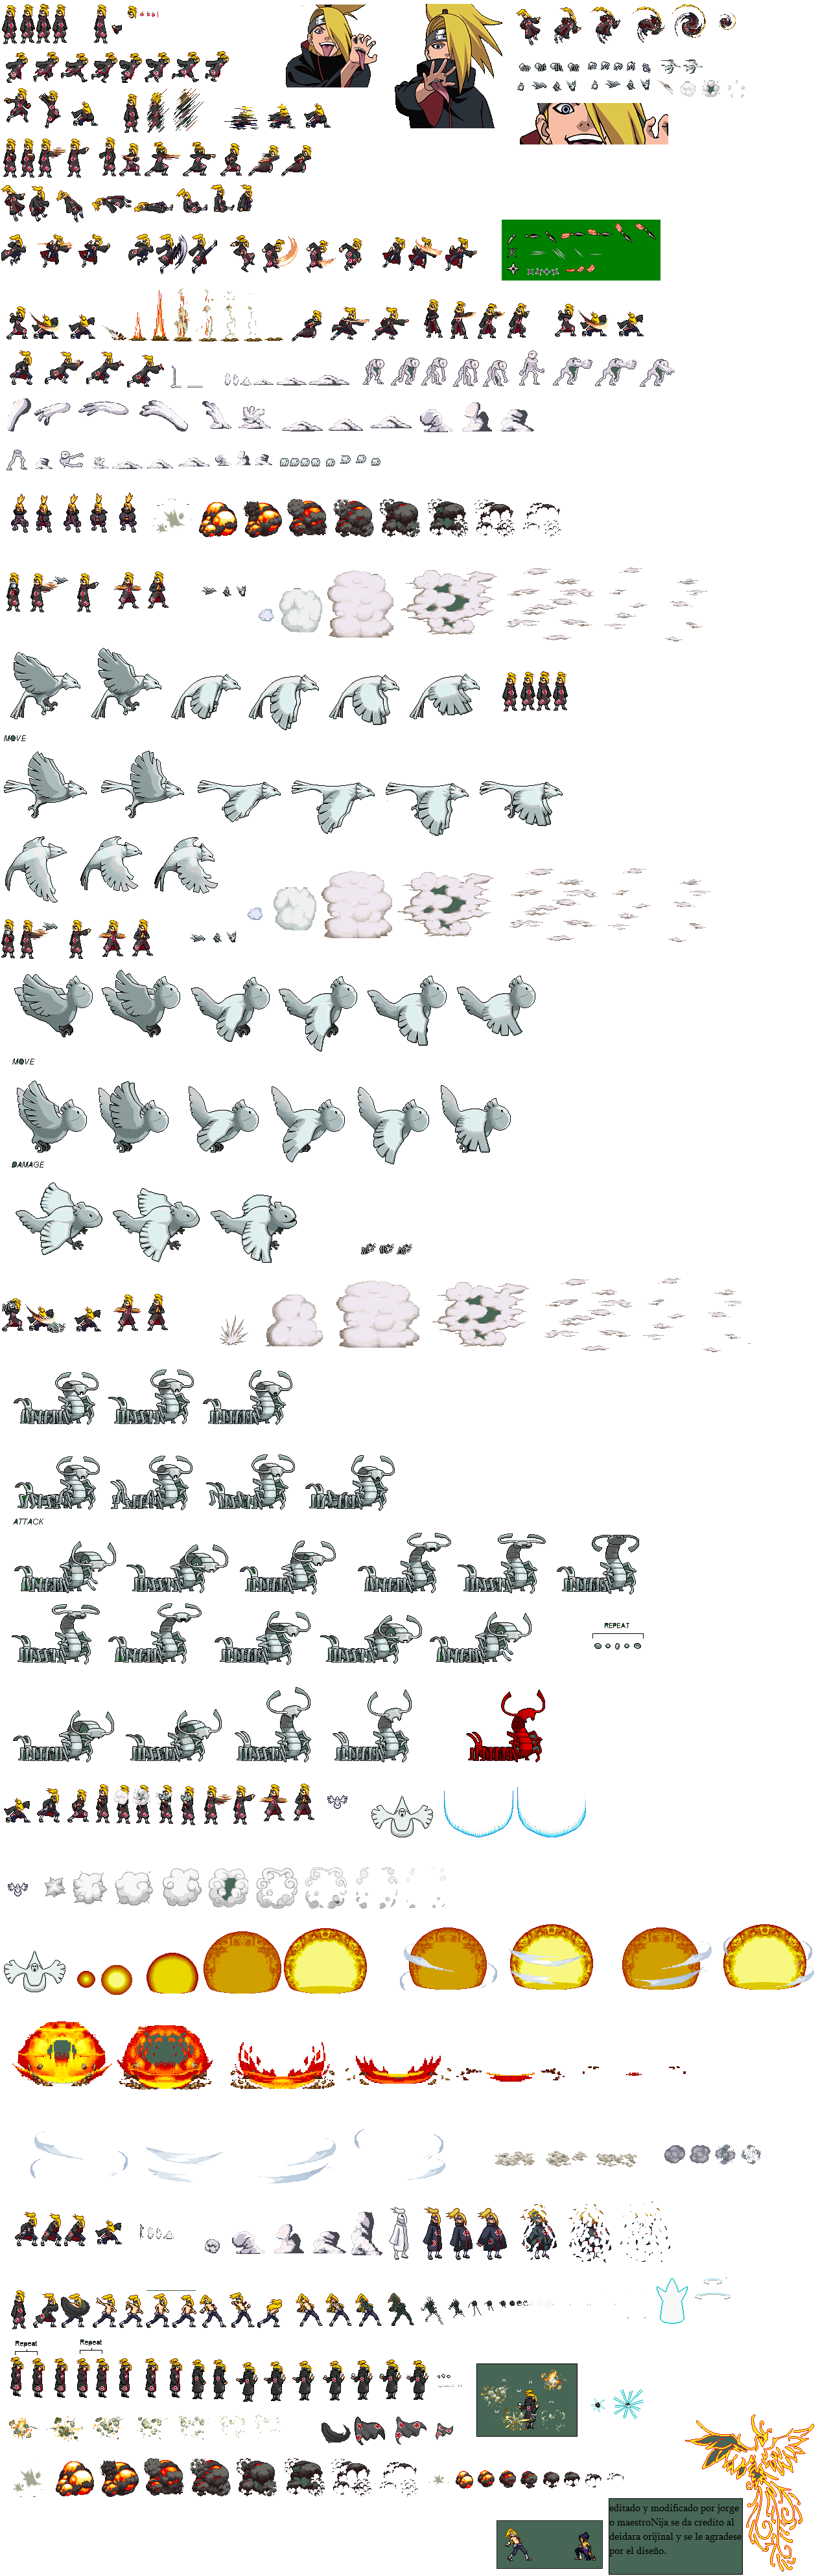 MOVE
MOVE
DAMAGE
ATTACK
REPEAT
Repeat
Repeat
editado y modificado por jorge
o maestroNija se da credito al
deidara orijinal y se le agradese
por el diseño.